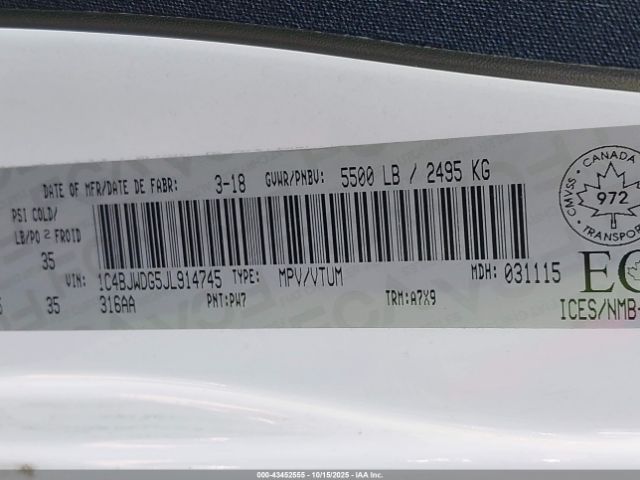 DATE OF MFR/DATE DE FABR: 3-18 GVWR/PNBV: 5500 LB / 2495 KG
PSI COLD/
LB/PO 2 FROID
35
VIN: 1C4BJWDG5JL914745 TYPE: MPV/VTUM MDH: 031115
35 316AA PNT:PW7 TRM:A7X9
CANADA
CMVSS
972
TRANSPOR
EC
ICES/NMB-
000-43452555 - 10/15/2025 - IAA, Inc.